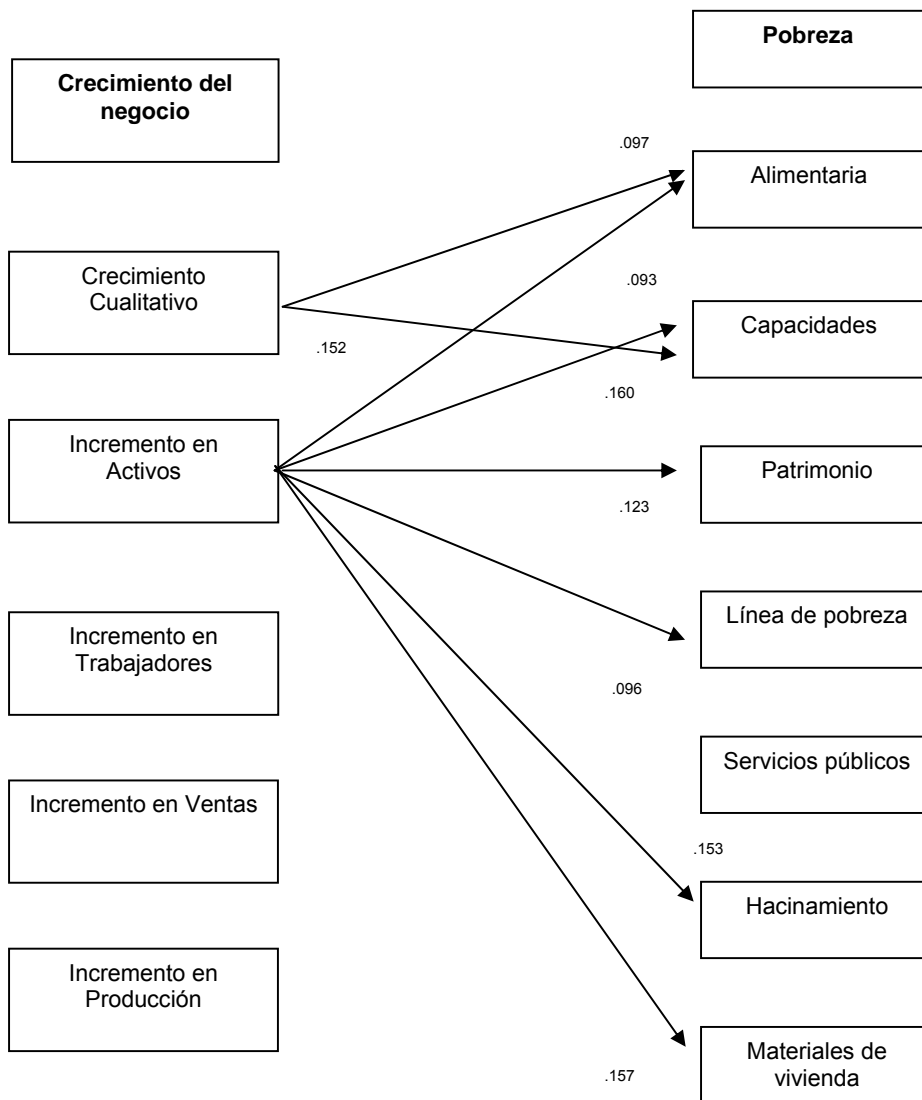 Pobreza
Crecimiento del
negocio
.097
Alimentaria
Crecimiento
Cualitativo
.093
Capacidades
.152
.160
Incremento en
Activos
Patrimonio
.123
Línea de pobreza
Incremento en
Trabajadores
.096
Servicios públicos
Incremento en Ventas
.153
Hacinamiento
Incremento en
Producción
Materiales de
vivienda
.157